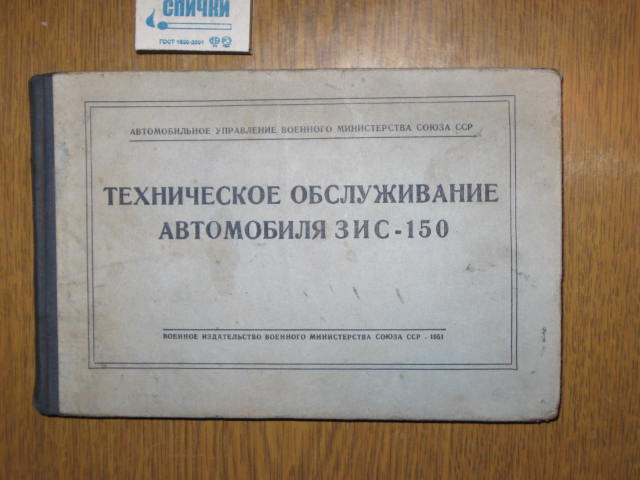 СПИЧКИ
ГОСТ 1820-2001
АВТОМОБИЛЬНОЕ УПРАВЛЕНИЕ ВОЕННОГО МИНИСТЕРСТВА СОЮЗА ССР
ТЕХНИЧЕСКОЕ ОБСЛУЖИВАНИЕ
АВТОМОБИЛЯ ЗИС-150
ВОЕННОЕ ИЗДАТЕЛЬСТВО ВОЕННОГО МИНИСТЕРСТВА СОЮЗА ССР - 1951